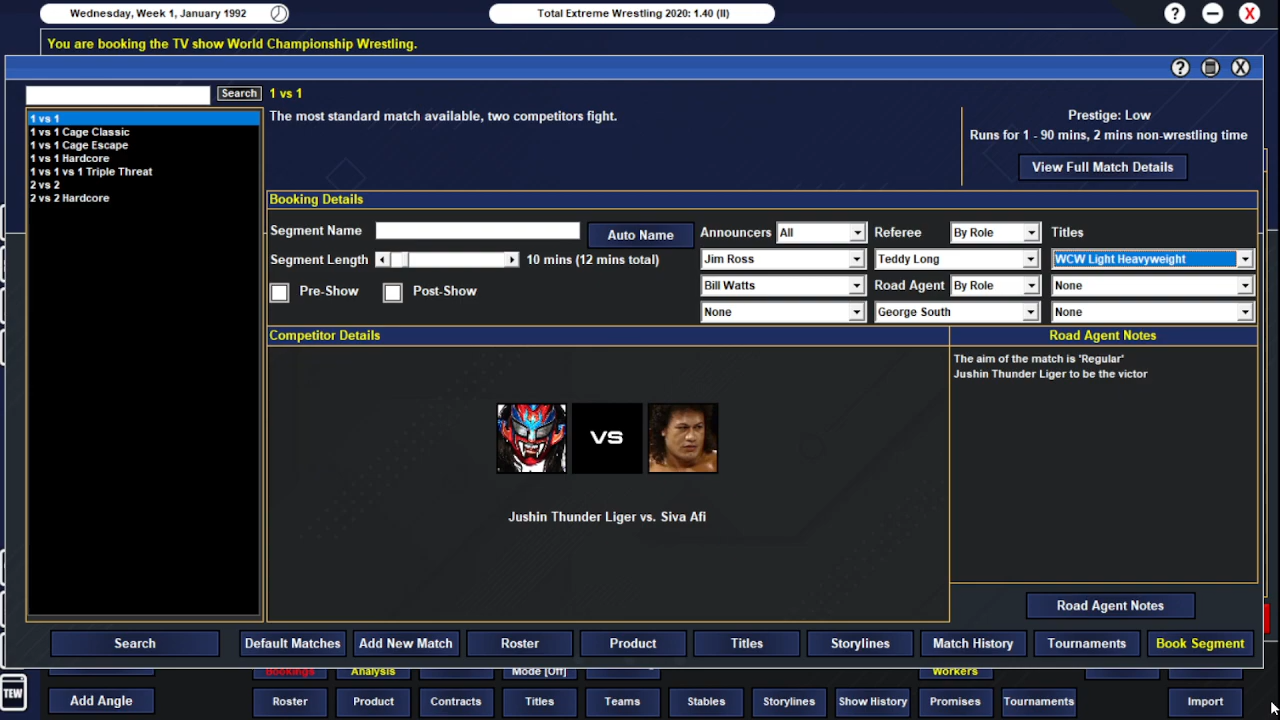 Wednesday, Week 1, January 1992
Total Extreme Wrestling 2020: 1.40 (II)
? – X
You are booking the TV show World Championship Wrestling.
? X
Search
1 vs 1
The most standard match available, two competitors fight.
Prestige: Low
Runs for 1 - 90 mins, 2 mins non-wrestling time
View Full Match Details
1 vs 1
1 vs 1 Cage Classic
1 vs 1 Cage Escape
1 vs 1 Hardcore
1 vs 1 vs 1 Triple Threat
2 vs 2
2 vs 2 Hardcore
Booking Details
Segment Name Auto Name Announcers All Referee By Role Titles
Segment Length 10 mins (12 mins total) Jim Ross Teddy Long WCW Light Heavyweight
Pre-Show Post-Show Bill Watts Road Agent By Role None
None George South None
Competitor Details
VS
Jushin Thunder Liger vs. Siva Afi
Road Agent Notes
The aim of the match is 'Regular'
Jushin Thunder Liger to be the victor
Road Agent Notes
Search Default Matches Add New Match Roster Product Titles Storylines Match History Tournaments Book Segment
Bookings Analysis Mode [Off] Workers
TEW Add Angle Roster Product Contracts Titles Teams Stables Storylines Show History Promises Tournaments Import